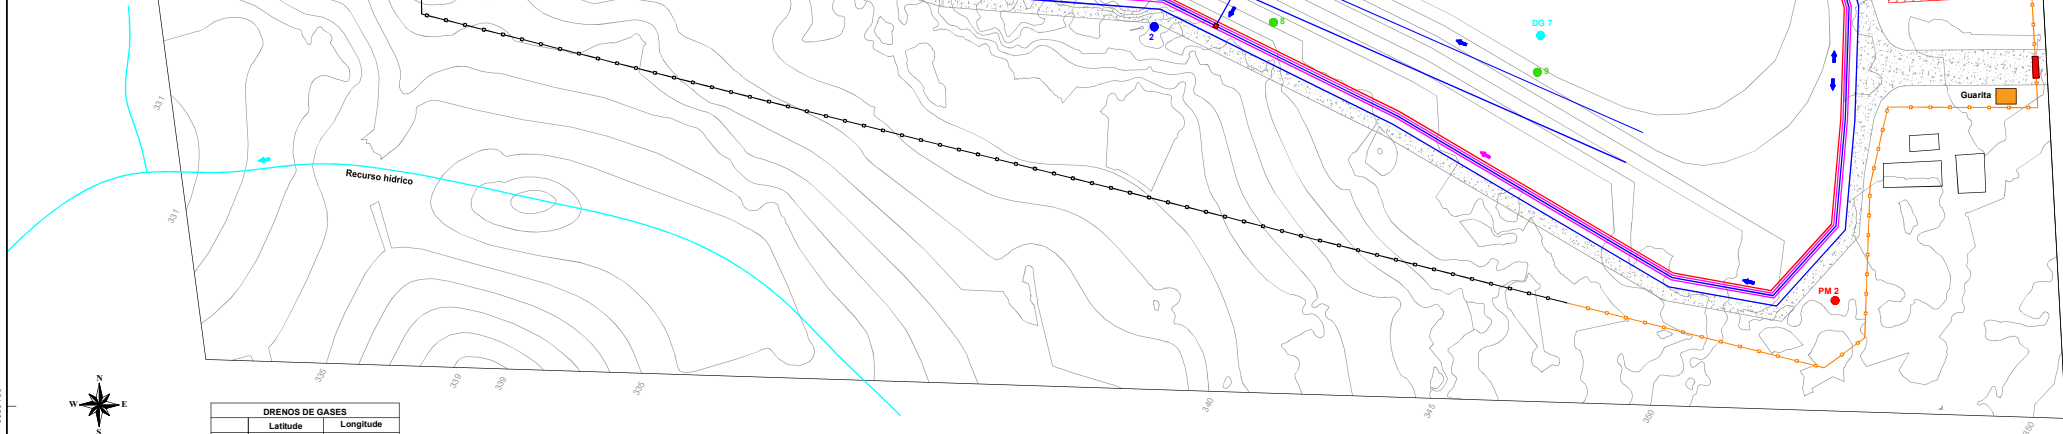 8
DG 7
2
9
Guarita
331
Recurso hídrico
331
PM 2
335
339
339
335
340
345
350
350
N
W E
S
DRENOS DE GASES
Latitude Longitude